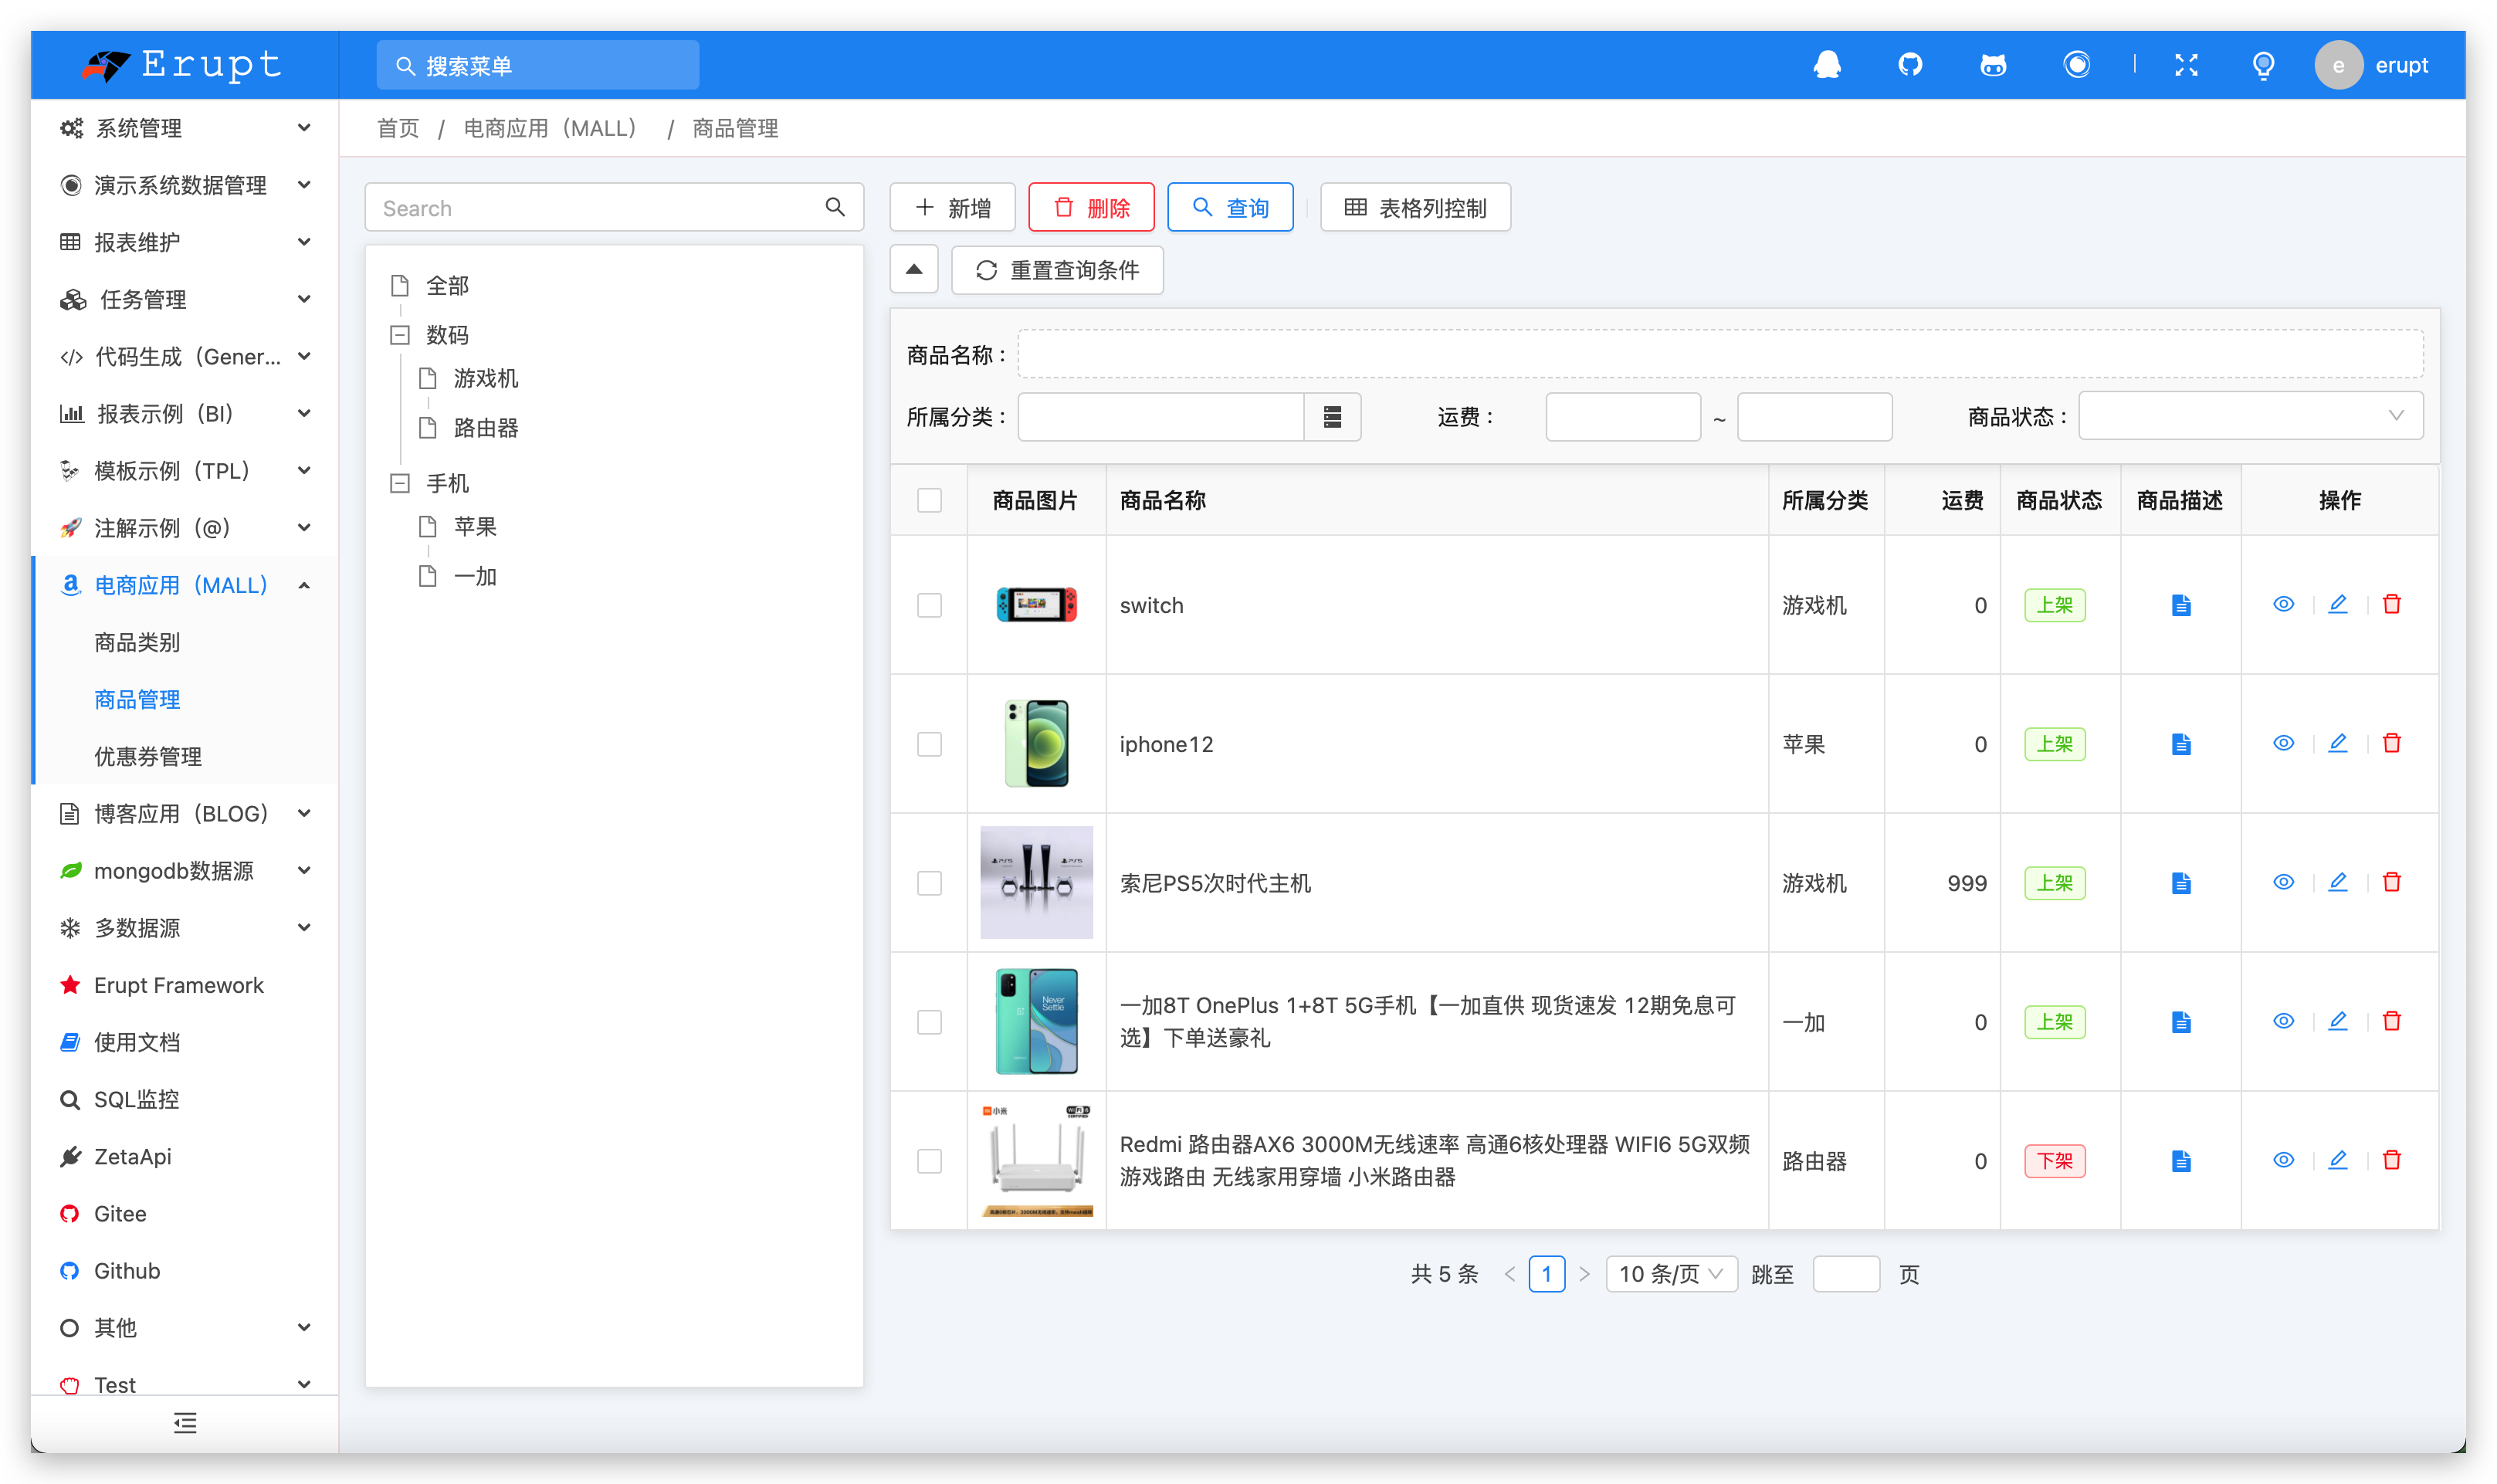 Erupt
搜索菜单
e
erupt
系统管理
演示系统数据管理
报表维护
任务管理
代码生成（Gener...
报表示例（BI）
模板示例（TPL）
注解示例（@）
电商应用（MALL）
商品类别
商品管理
优惠券管理
博客应用（BLOG）
mongodb数据源
多数据源
Erupt Framework
使用文档
SQL监控
ZetaApi
Gitee
Github
其他
Test
首页 / 电商应用（MALL） / 商品管理
Search
全部
数码
游戏机
路由器
手机
苹果
一加
新增 删除 查询 表格列控制
重置查询条件
商品名称：
所属分类： 运费： ~ 商品状态：
商品图片 商品名称 所属分类 运费 商品状态 商品描述 操作
switch 游戏机 0 上架
iphone12 苹果 0 上架
PS5 PS5
索尼PS5次时代主机 游戏机 999 上架
Never
Settle
一加8T OnePlus 1+8T 5G手机【一加直供 现货速发 12期免息可
选】下单送豪礼
一加 0 上架
小米
Redmi 路由器AX6 3000M无线速率 高通6核处理器 WIFI6 5G双频
游戏路由 无线家用穿墙 小米路由器
路由器 0 下架
共 5 条 < 1 > 10 条/页 跳至 页